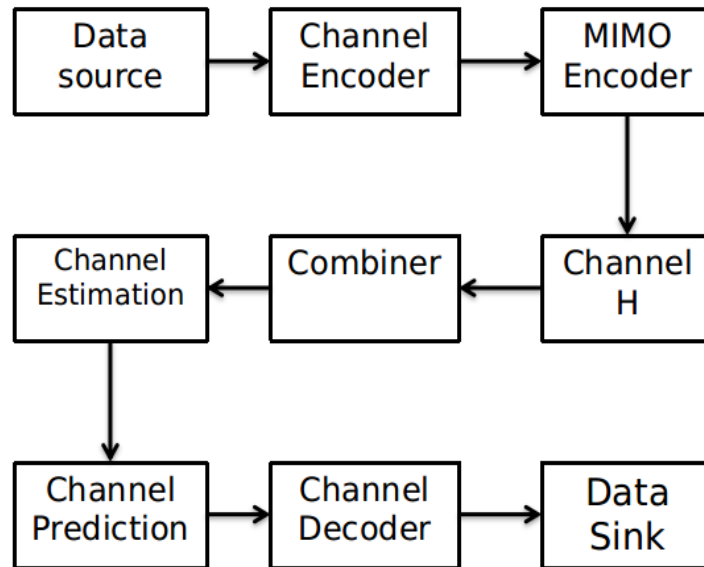 Data
source
Channel
Encoder
MIMO
Encoder
Channel
Estimation
Combiner
Channel
H
Channel
Prediction
Channel
Decoder
Data
Sink